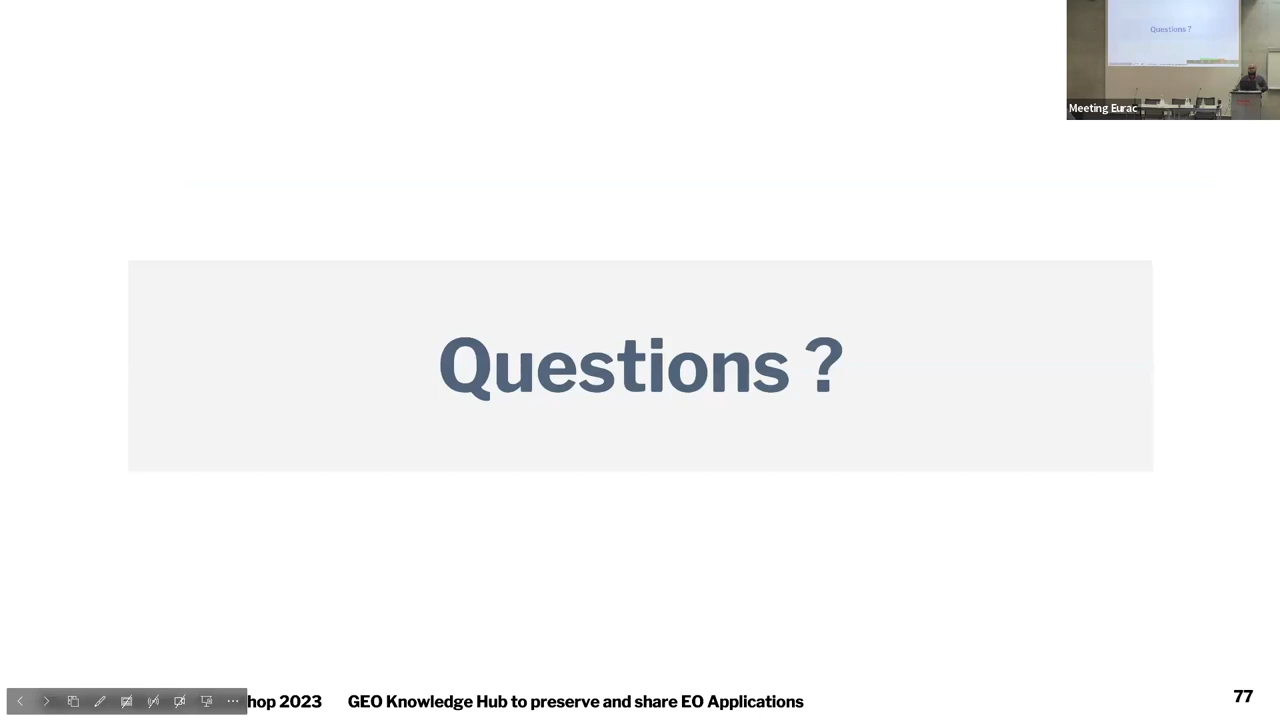 Questions ?
Meeting Eurac
Questions ?
hop 2023 GEO Knowledge Hub to preserve and share EO Applications
77